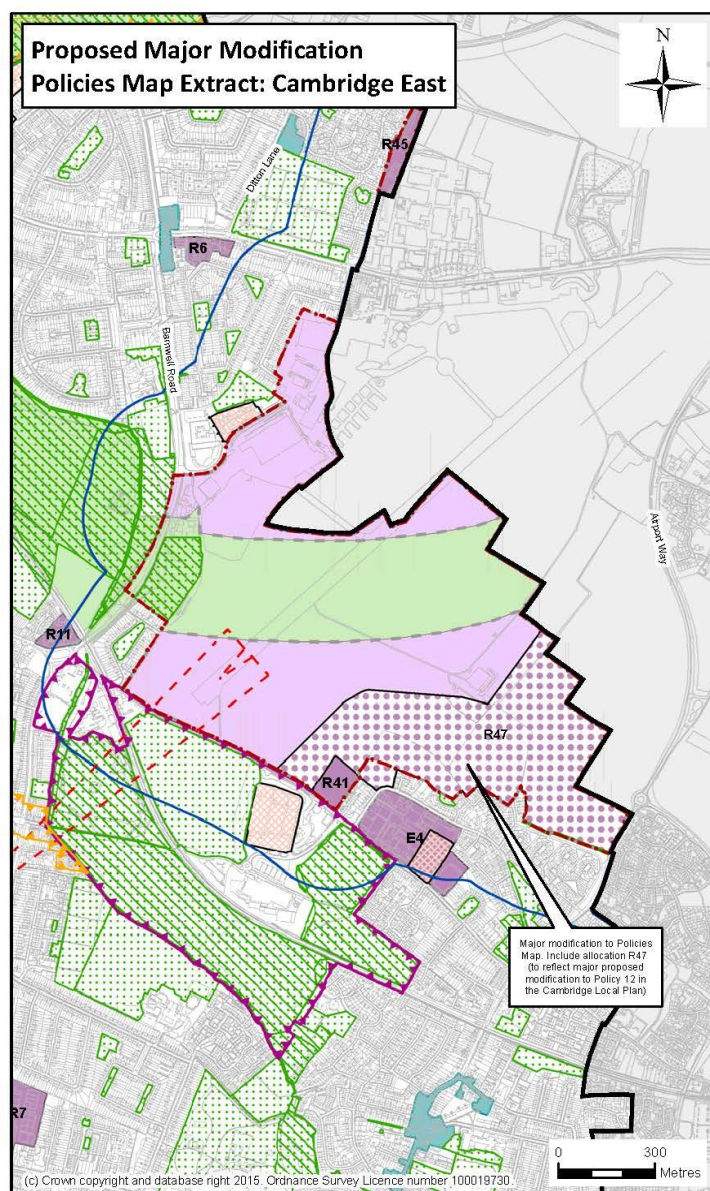 Proposed Major Modification
Policies Map Extract: Cambridge East
N
R45
Ditton Lane
R6
Barnwell Road
Airport Way
R11
R47
R41
E4
Major modification to Policies
Map. Include allocation R47
(to reflect major proposed
modification to Policy 12 in
the Cambridge Local Plan)
R7
0 300
Metres
(c) Crown copyright and database right 2015. Ordnance Survey Licence number 100019730.